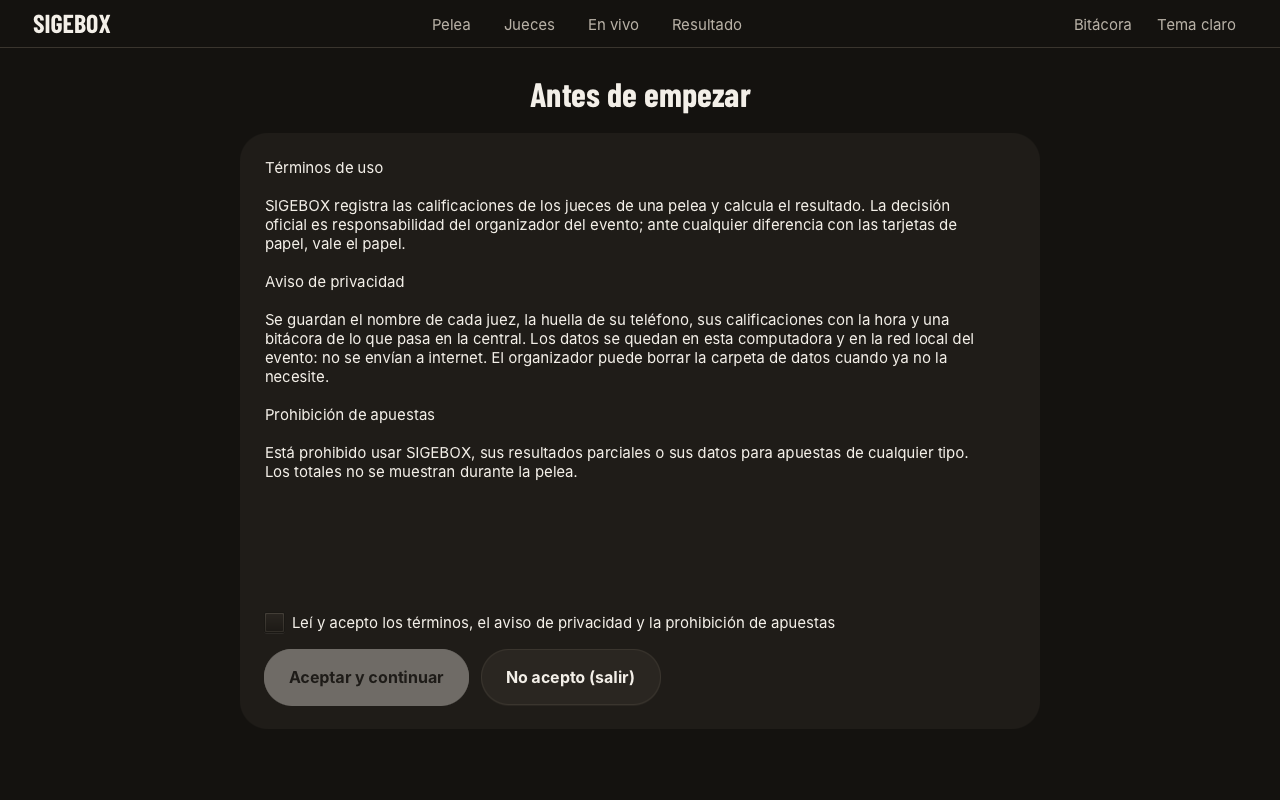 SIGEBOX
Pelea
Jueces
En vivo
Resultado
Bitácora
Tema claro
Antes de empezar
Términos de uso
SIGEBOX registra las calificaciones de los jueces de una pelea y calcula el resultado. La decisión
oficial es responsabilidad del organizador del evento; ante cualquier diferencia con las tarjetas de
papel, vale el papel.
Aviso de privacidad
Se guardan el nombre de cada juez, la huella de su teléfono, sus calificaciones con la hora y una
bitácora de lo que pasa en la central. Los datos se quedan en esta computadora y en la red local del
evento: no se envían a internet. El organizador puede borrar la carpeta de datos cuando ya no la
necesite.
Prohibición de apuestas
Está prohibido usar SIGEBOX, sus resultados parciales o sus datos para apuestas de cualquier tipo.
Los totales no se muestran durante la pelea.
Leí y acepto los términos, el aviso de privacidad y la prohibición de apuestas
Aceptar y continuar
No acepto (salir)